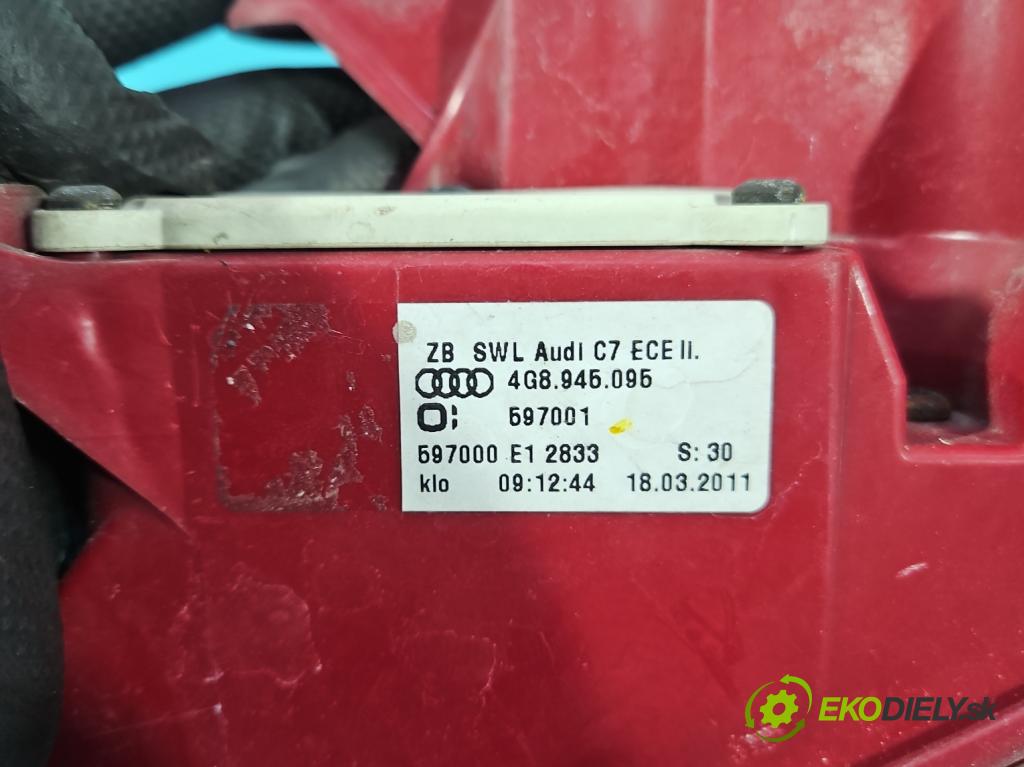 ZB SWL Audi C7 ECE li.
4G8.945.095
597001
597000 E1 2833 S: 30
klo 09:12:44 18.03.2011
EKODIELY.sk